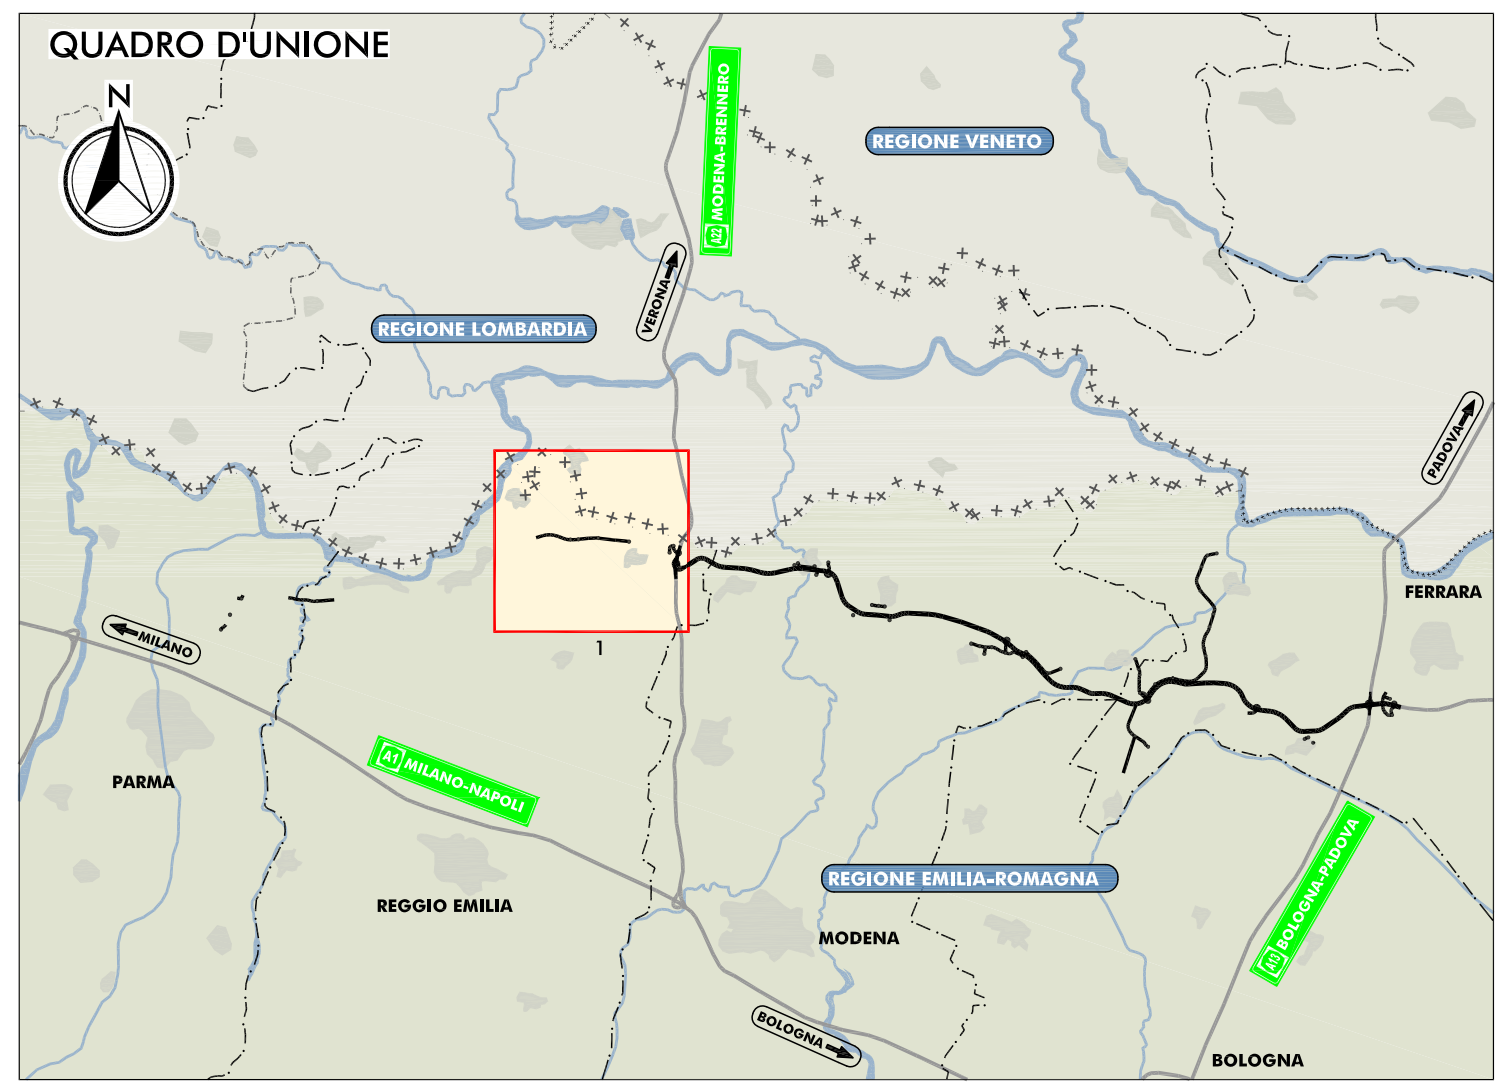 QUADRO D'UNIONE
N
A22 MODENA-BRENNERO
REGIONE VENETO
VERONA
REGIONE LOMBARDIA
PADOVA
FERRARA
MILANO
1
PARMA
A1 MILANO-NAPOLI
REGGIO EMILIA
REGIONE EMILIA-ROMAGNA
A13 BOLOGNA-PADOVA
MODENA
BOLOGNA
BOLOGNA